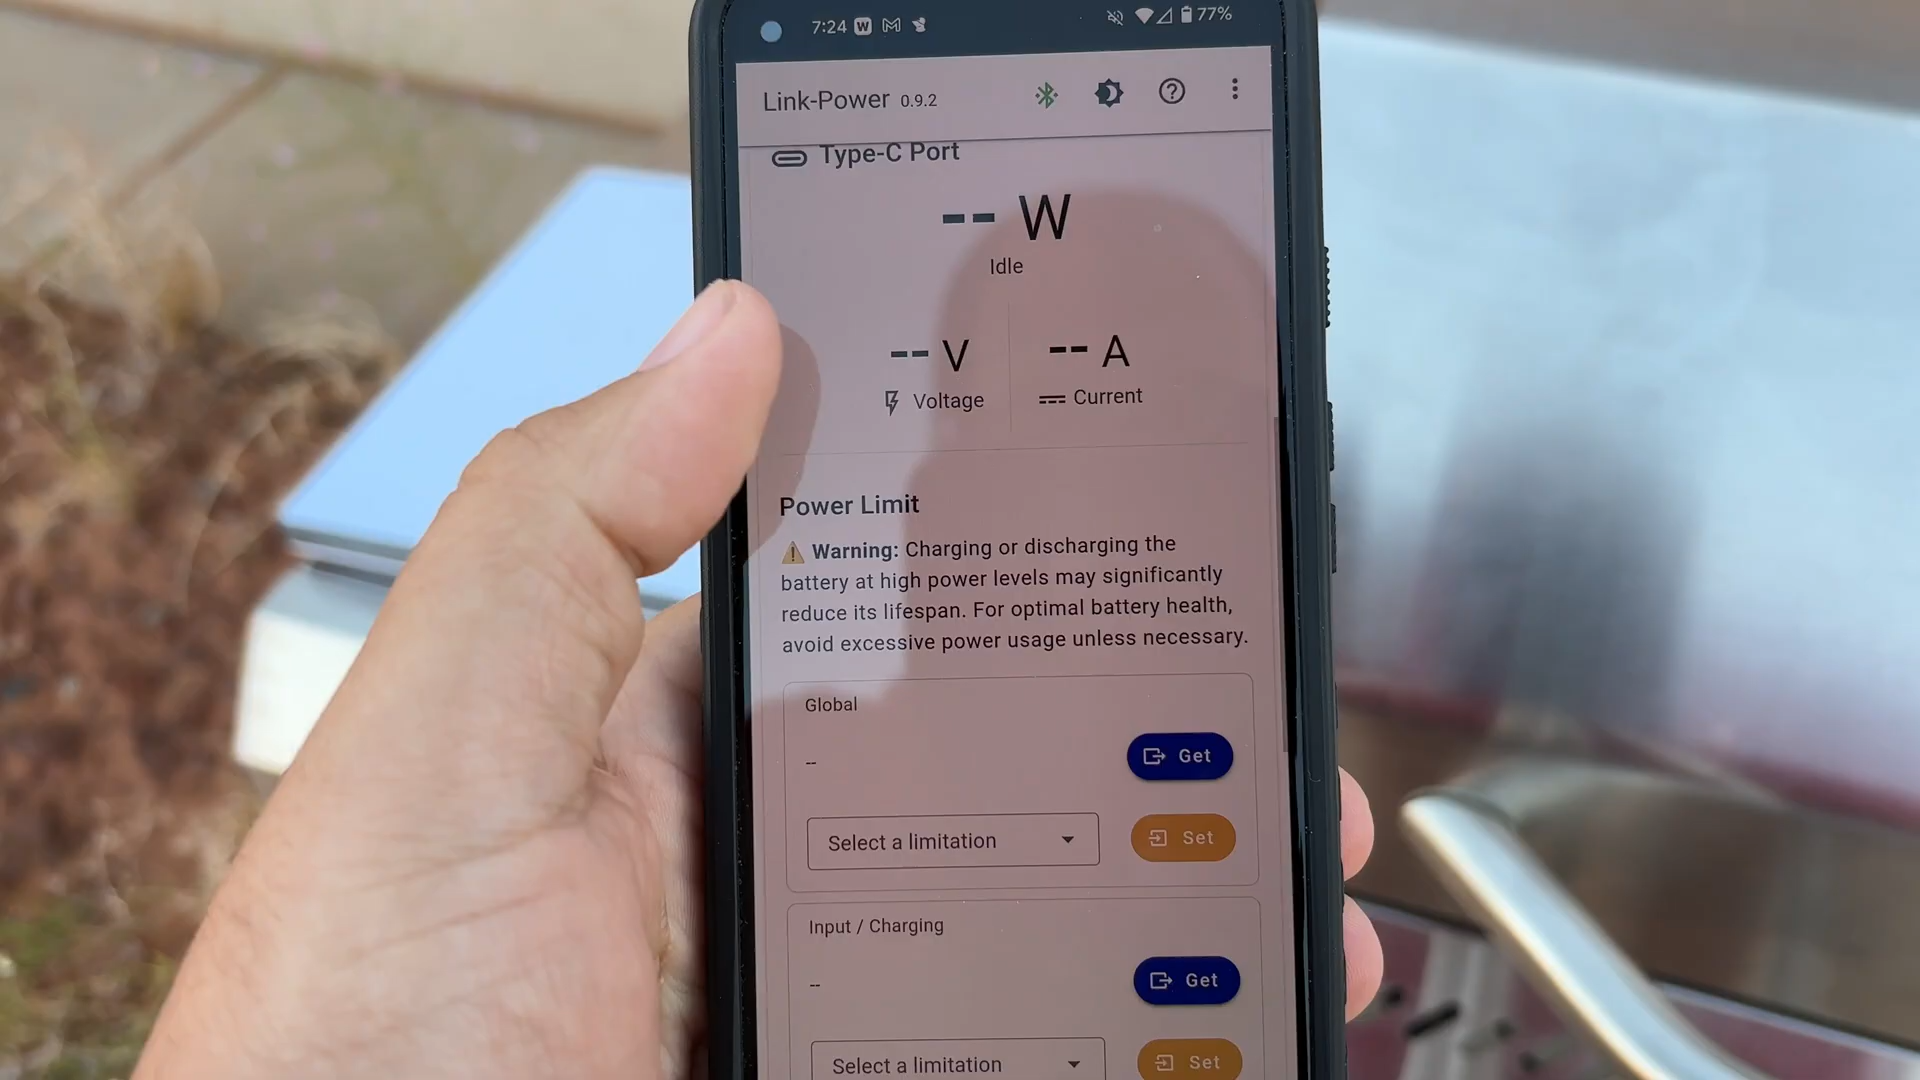 7:24
77%
Link-Power 0.9.2
Type-C Port
-- W
Idle
-- V
-- A
Voltage
Current
Power Limit
Warning: Charging or discharging the
battery at high power levels may significantly
reduce its lifespan. For optimal battery health,
avoid excessive power usage unless necessary.
Global
--
Get
Select a limitation
Set
Input / Charging
--
Get
Select a limitation
Set